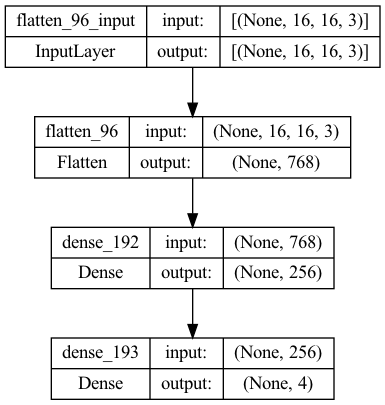 flatten_96_input input: [(None, 16, 16, 3)]
InputLayer output: [(None, 16, 16, 3)]
flatten_96 input: (None, 16, 16, 3)
Flatten output: (None, 768)
dense_192 input: (None, 768)
Dense output: (None, 256)
dense_193 input: (None, 256)
Dense output: (None, 4)